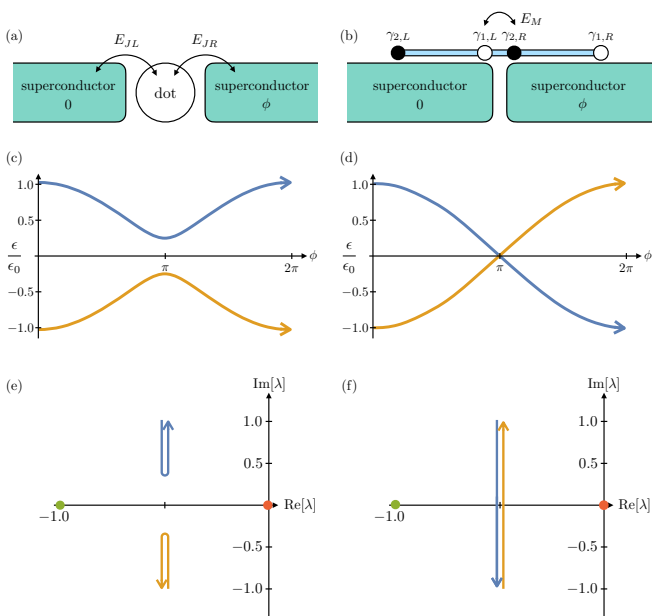 (a)
E_{JL}
E_{JR}
superconductor
0
dot
superconductor
ϕ
(b)
E_M
γ_{2,L}
γ_{1,L}
γ_{2,R}
γ_{1,R}
superconductor
0
superconductor
ϕ
(c)
1.0
0.5
ϵ
ϵ_0
−0.5
−1.0
π
2π
ϕ
(d)
1.0
0.5
ϵ
ϵ_0
−0.5
−1.0
π
2π
ϕ
(e)
Im[λ]
1.0
0.5
Re[λ]
−1.0
−0.5
−1.0
(f)
Im[λ]
1.0
0.5
Re[λ]
−1.0
−0.5
−1.0